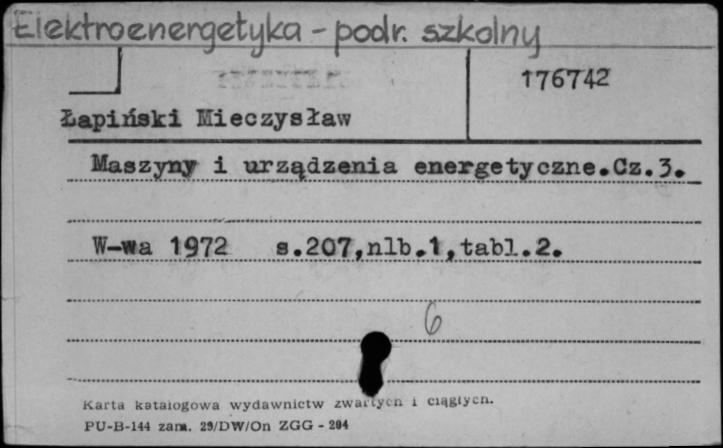 Elektroenergetyka - podr. szkolny
176742
Łapiński Mieczysław
Maszyny i urządzenia energetyczne.Cz.3.
W-wa 1972 s.207,nlb.1,tabl.2.
6
Karta katalogowa wydawnictw zwartych i ciągłych.
PU-B-144 zam. 29/DW/On ZGG - 204